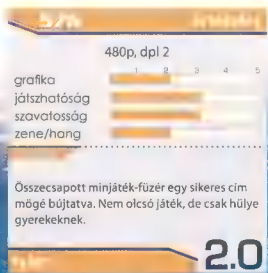 480p, dpl 2
1 2 3 4 5
grafika
játszhatóság
szavatosság
zene/hang
Összecsapott minjáték-füzér egy sikeres cím
mögé bújtatva. Nem olcsó játék, de csak hülye
gyerekeknek.
2.0